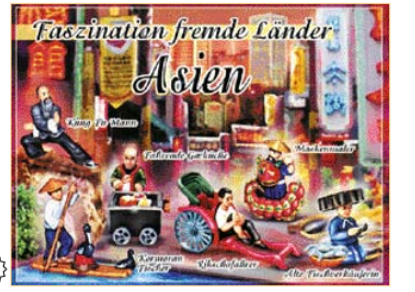 Faszination fremde Länder
Asien
Kung Fu Mann
Fahrende Garküche
Maskenmaler
Kormoran
Fischer
Rikschafahrer
Alte Fischverkäuferin